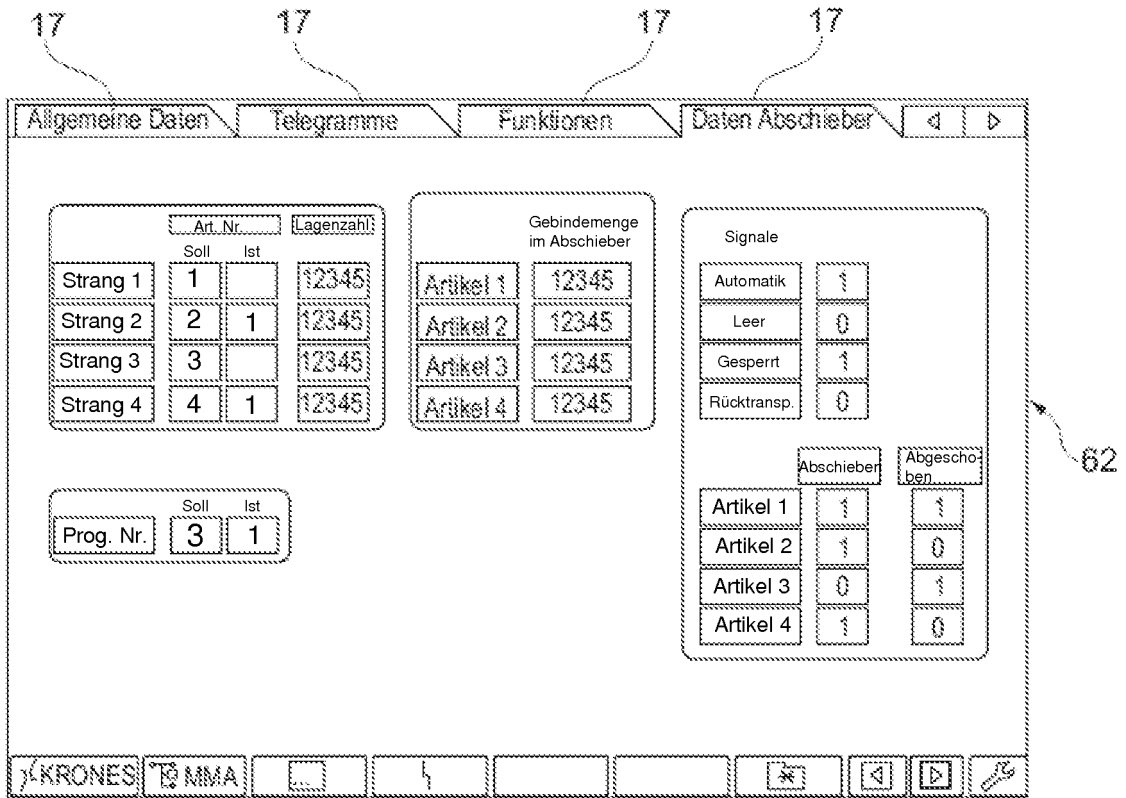 17 17 17 17
Allgemeine Daten Telegramme Funktionen Daten Abschieber
Art. Nr. Lagenzahl
Soll Ist
Strang 1 1 12345
Strang 2 2 1 12345
Strang 3 3 12345
Strang 4 4 1 12345
Gebindemenge
im Abschieber
Artikel 1 12345
Artikel 2 12345
Artikel 3 12345
Artikel 4 12345
Signale
Automatik 1
Leer 0
Gesperrt 1
Rücktransp. 0
Abschieber Abgescho-
ben
Artikel 1 1 1
Artikel 2 1 0
Artikel 3 0 1
Artikel 4 1 0
62
Soll Ist
Prog. Nr. 3 1
KRONES MMA